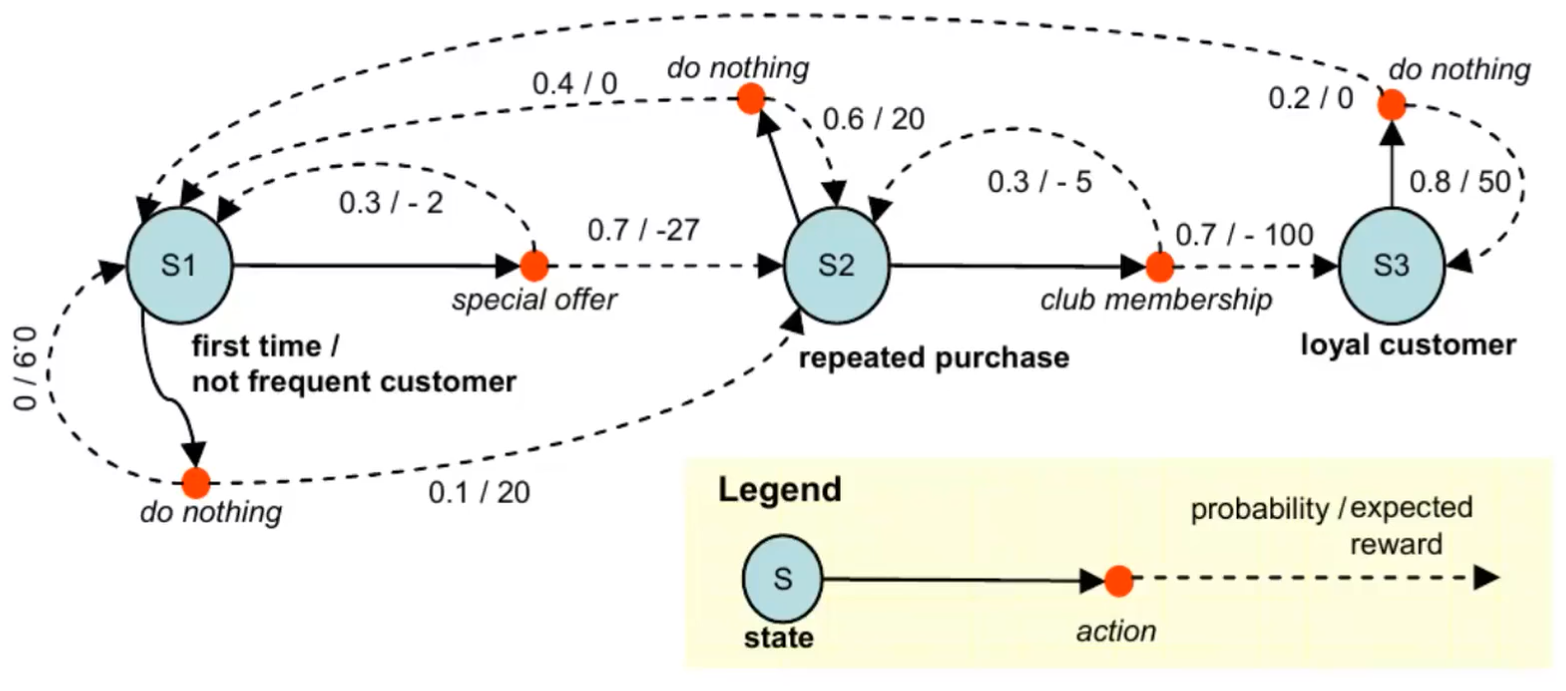 do nothing
do nothing
0.4 / 0
0.2 / 0
0.6 / 20
0.3 / - 5
0.8 / 50
0.3 / - 2
0.7 / -27
0.7 / - 100
S1
S2
S3
special offer
club membership
first time /
not frequent customer
repeated purchase
loyal customer
0.9 / 0
0.1 / 20
do nothing
Legend
probability / expected
reward
S
state
action